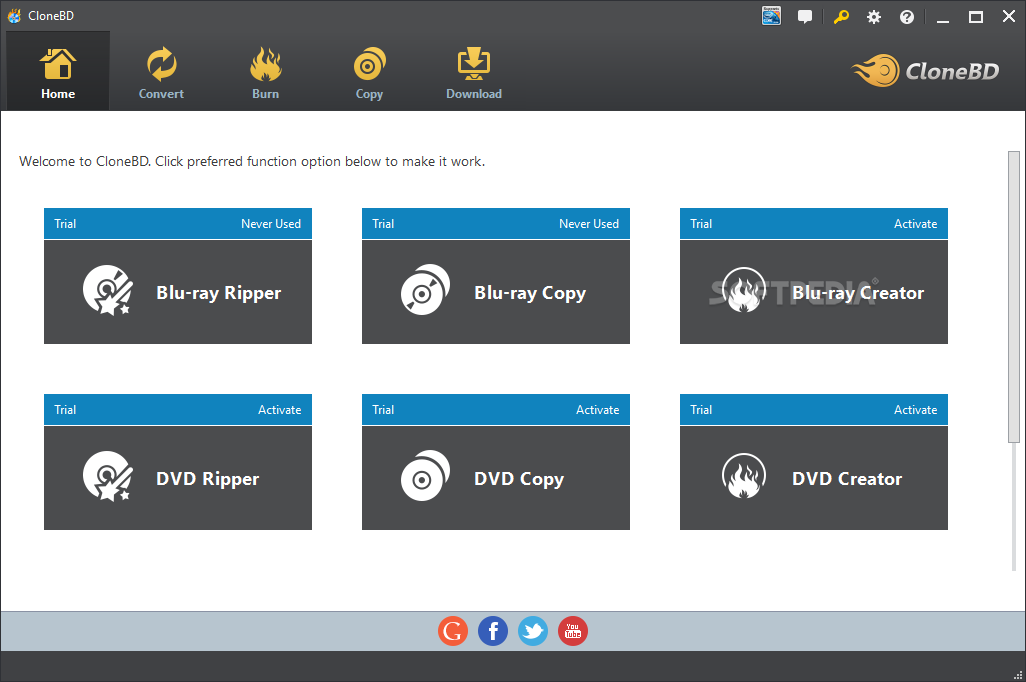 CloneBD
Home
Convert
Burn
Copy
Download
CloneBD
Welcome to CloneBD. Click preferred function option below to make it work.
Trial Never Used
Blu-ray Ripper
Trial Never Used
Blu-ray Copy
Trial Activate
SOFTPEDIA®
Blu-ray Creator
Trial Activate
DVD Ripper
Trial Activate
DVD Copy
Trial Activate
DVD Creator
G
f
You
Tube